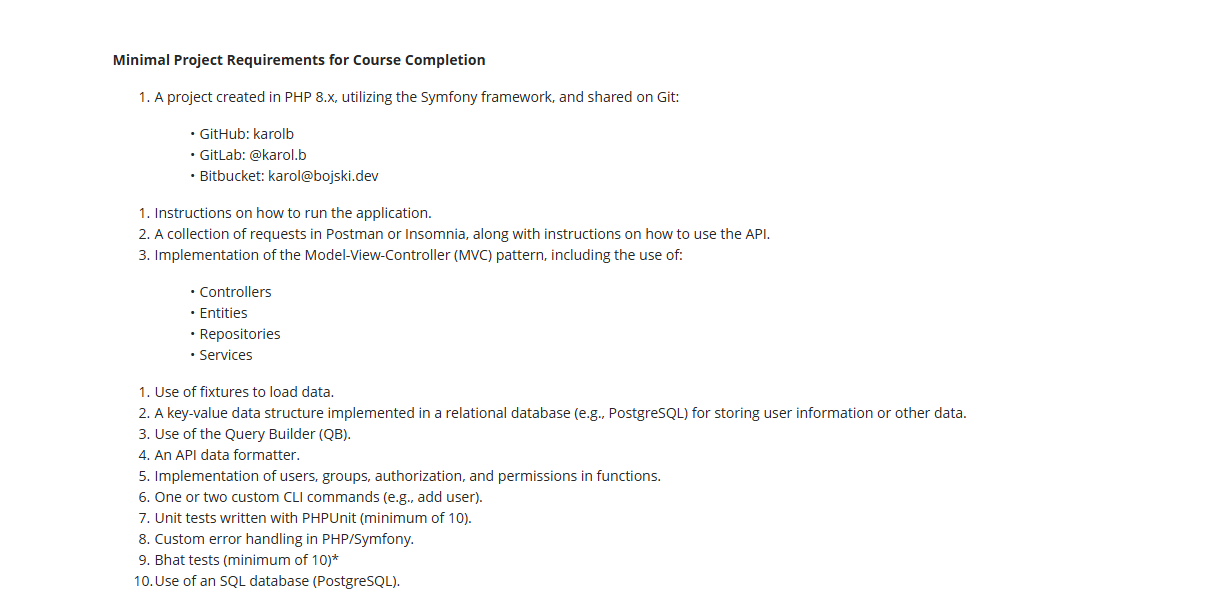 Minimal Project Requirements for Course Completion
1. A project created in PHP 8.x, utilizing the Symfony framework, and shared on Git:
• GitHub: karolb
• GitLab: @karol.b
• Bitbucket: karol@bojski.dev
1. Instructions on how to run the application.
2. A collection of requests in Postman or Insomnia, along with instructions on how to use the API.
3. Implementation of the Model-View-Controller (MVC) pattern, including the use of:
• Controllers
• Entities
• Repositories
• Services
1. Use of fixtures to load data.
2. A key-value data structure implemented in a relational database (e.g., PostgreSQL) for storing user information or other data.
3. Use of the Query Builder (QB).
4. An API data formatter.
5. Implementation of users, groups, authorization, and permissions in functions.
6. One or two custom CLI commands (e.g., add user).
7. Unit tests written with PHPUnit (minimum of 10).
8. Custom error handling in PHP/Symfony.
9. Bhat tests (minimum of 10)*
10. Use of an SQL database (PostgreSQL).